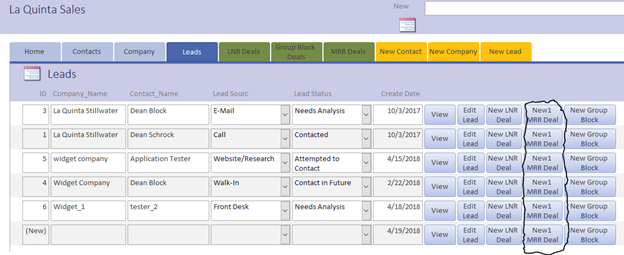 La Quinta Sales
New
Home Contacts Company Leads LNR Deals Group Block Deals MRR Deals New Contact New Company New Lead
Leads
ID Company_Name Contact_Name Lead Sourc Lead Status Create Date
3 La Quinta Stillwater Dean Block E-Mail Needs Analysis 10/3/2017 View Edit Lead New LNR Deal New1 MRR Deal New Group Block
1 La Quinta Stillwater Dean Schrock Call Contacted 10/3/2017 View Edit Lead New LNR Deal New1 MRR Deal New Group Block
5 widget company Application Tester Website/Research Attempted to Contact 4/15/2018 View Edit Lead New LNR Deal New1 MRR Deal New Group Block
4 Widget Company Dean Block Walk-In Contact in Future 2/22/2018 View Edit Lead New LNR Deal New1 MRR Deal New Group Block
6 Widget_1 tester_2 Front Desk Needs Analysis 4/18/2018 View Edit Lead New LNR Deal New1 MRR Deal New Group Block
(New) 4/19/2018 View Edit Lead New LNR Deal New1 MRR Deal New Group Block